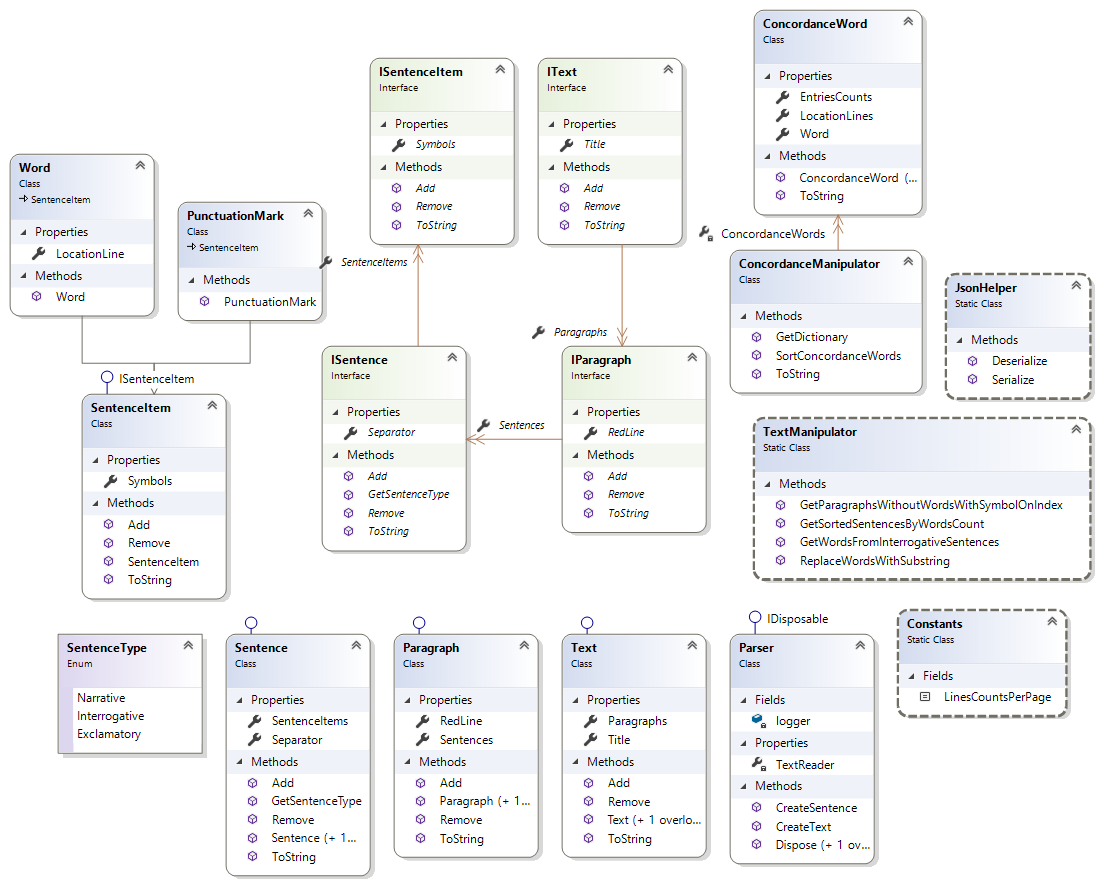 ConcordanceWord
Class
Properties
EntriesCounts
LocationLines
Word
Methods
ConcordanceWord (...
ToString
ISentenceItem
Interface
Properties
Symbols
Methods
Add
Remove
ToString
IText
Interface
Properties
Title
Methods
Add
Remove
ToString
Word
Class
SentenceItem
Properties
LocationLine
Methods
Word
PunctuationMark
Class
SentenceItem
Methods
PunctuationMark
SentenceItems
ConcordanceWords
ConcordanceManipulator
Class
Methods
GetDictionary
SortConcordanceWords
ToString
JsonHelper
Static Class
Methods
Deserialize
Serialize
Paragraphs
ISentence
Interface
Properties
Separator
Methods
Add
GetSentenceType
Remove
ToString
Sentences
IParagraph
Interface
Properties
RedLine
Methods
Add
Remove
ToString
ISentenceItem
SentenceItem
Class
Properties
Symbols
Methods
Add
Remove
SentenceItem
ToString
TextManipulator
Static Class
Methods
GetParagraphsWithoutWordsWithSymbolOnIndex
GetSortedSentencesByWordsCount
GetWordsFromInterrogativeSentences
ReplaceWordsWithSubstring
SentenceType
Enum
Narrative
Interrogative
Exclamatory
Sentence
Class
Properties
SentenceItems
Separator
Methods
Add
GetSentenceType
Remove
Sentence (+ 1...
ToString
Paragraph
Class
Properties
RedLine
Sentences
Methods
Add
Paragraph (+ 1...
Remove
ToString
Text
Class
Properties
Paragraphs
Title
Methods
Add
Remove
Text (+ 1 overlo...
ToString
IDisposable
Parser
Class
Fields
logger
Properties
TextReader
Methods
CreateSentence
CreateText
Dispose (+ 1 ov...
Constants
Static Class
Fields
LinesCountsPerPage